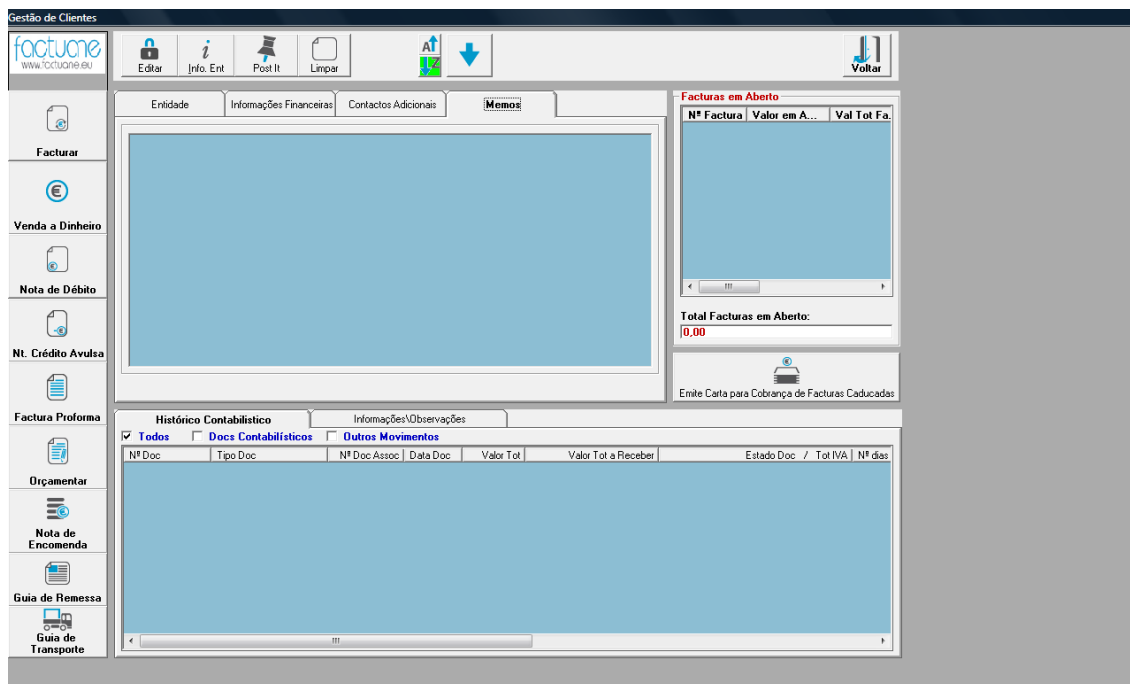 Gestão de Clientes
factuone
www.factuone.eu
Editar
Info. Ent
Post It
Limpar
A
Z
Voltar
Facturar
Venda a Dinheiro
Nota de Débito
Nt. Crédito Avulsa
Factura Proforma
Orçamentar
Nota de
Encomenda
Guia de Remessa
Guia de
Transporte
Entidade
Informações Financeiras
Contactos Adicionais
Memos
Facturas em Aberto
Nº Factura
Valor em A...
Val Tot Fa.
Total Facturas em Aberto:
0,00
Emite Carta para Cobrança de Facturas Caducadas
Histórico Contabilistico
Informações\Observações
Todos
Docs Contabilísticos
Outros Movimentos
Nº Doc
Tipo Doc
Nº Doc Assoc
Data Doc
Valor Tot
Valor Tot a Receber
Estado Doc / Tot IVA
Nº dias